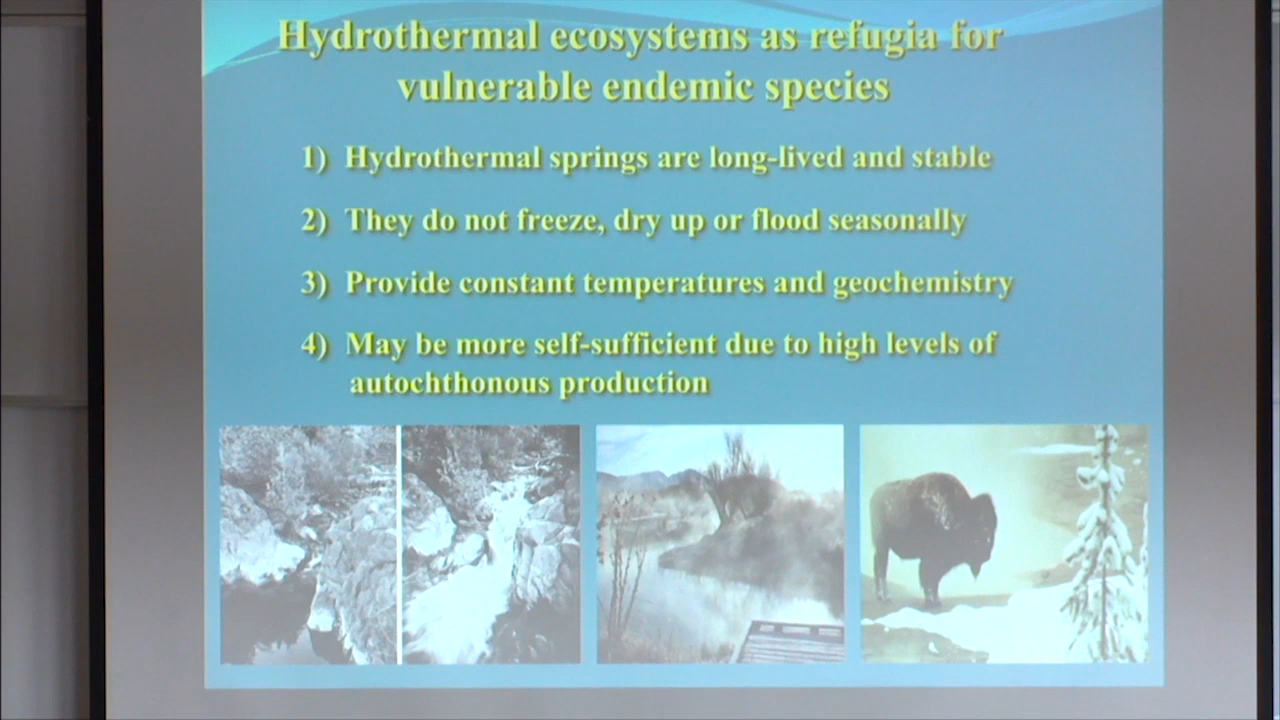 Hydrothermal ecosystems as refugia for
vulnerable endemic species
1) Hydrothermal springs are long-lived and stable
2) They do not freeze, dry up or flood seasonally
3) Provide constant temperatures and geochemistry
4) May be more self-sufficient due to high levels of
autochthonous production